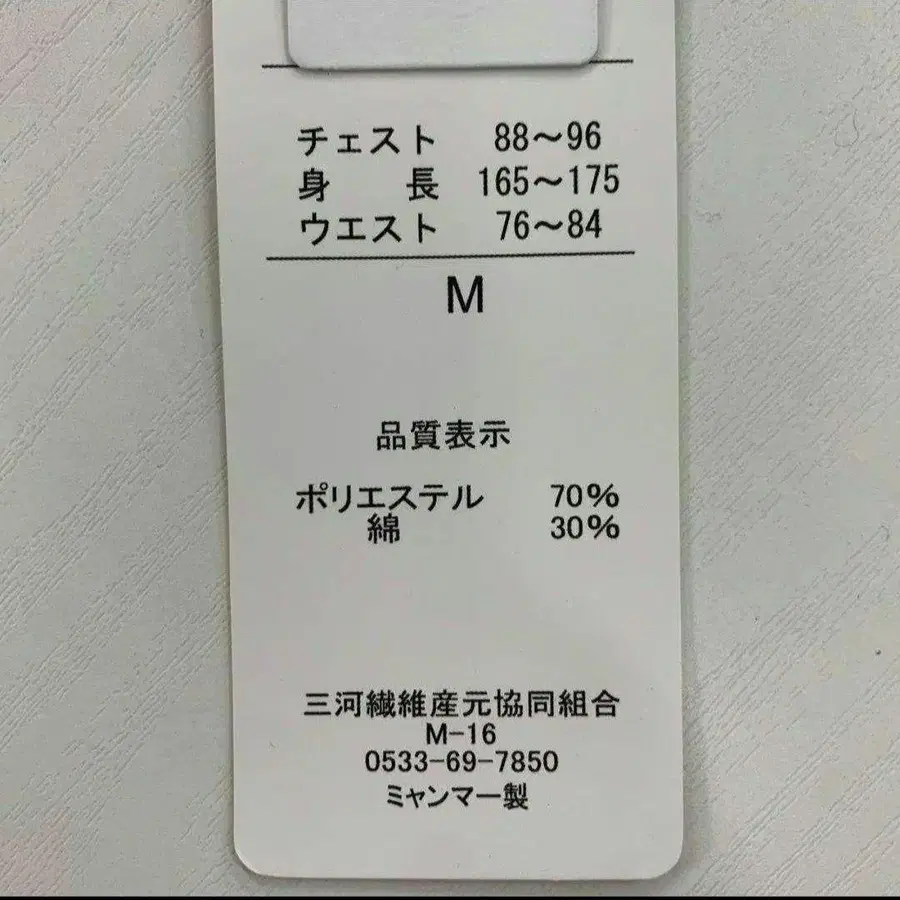 チェスト 88〜96
身長 165〜175
ウエスト 76〜84
M
品質表示
ポリエステル 70%
綿 30%
三河繊維産元協同組合
M-16
0533-69-7850
ミャンマー製